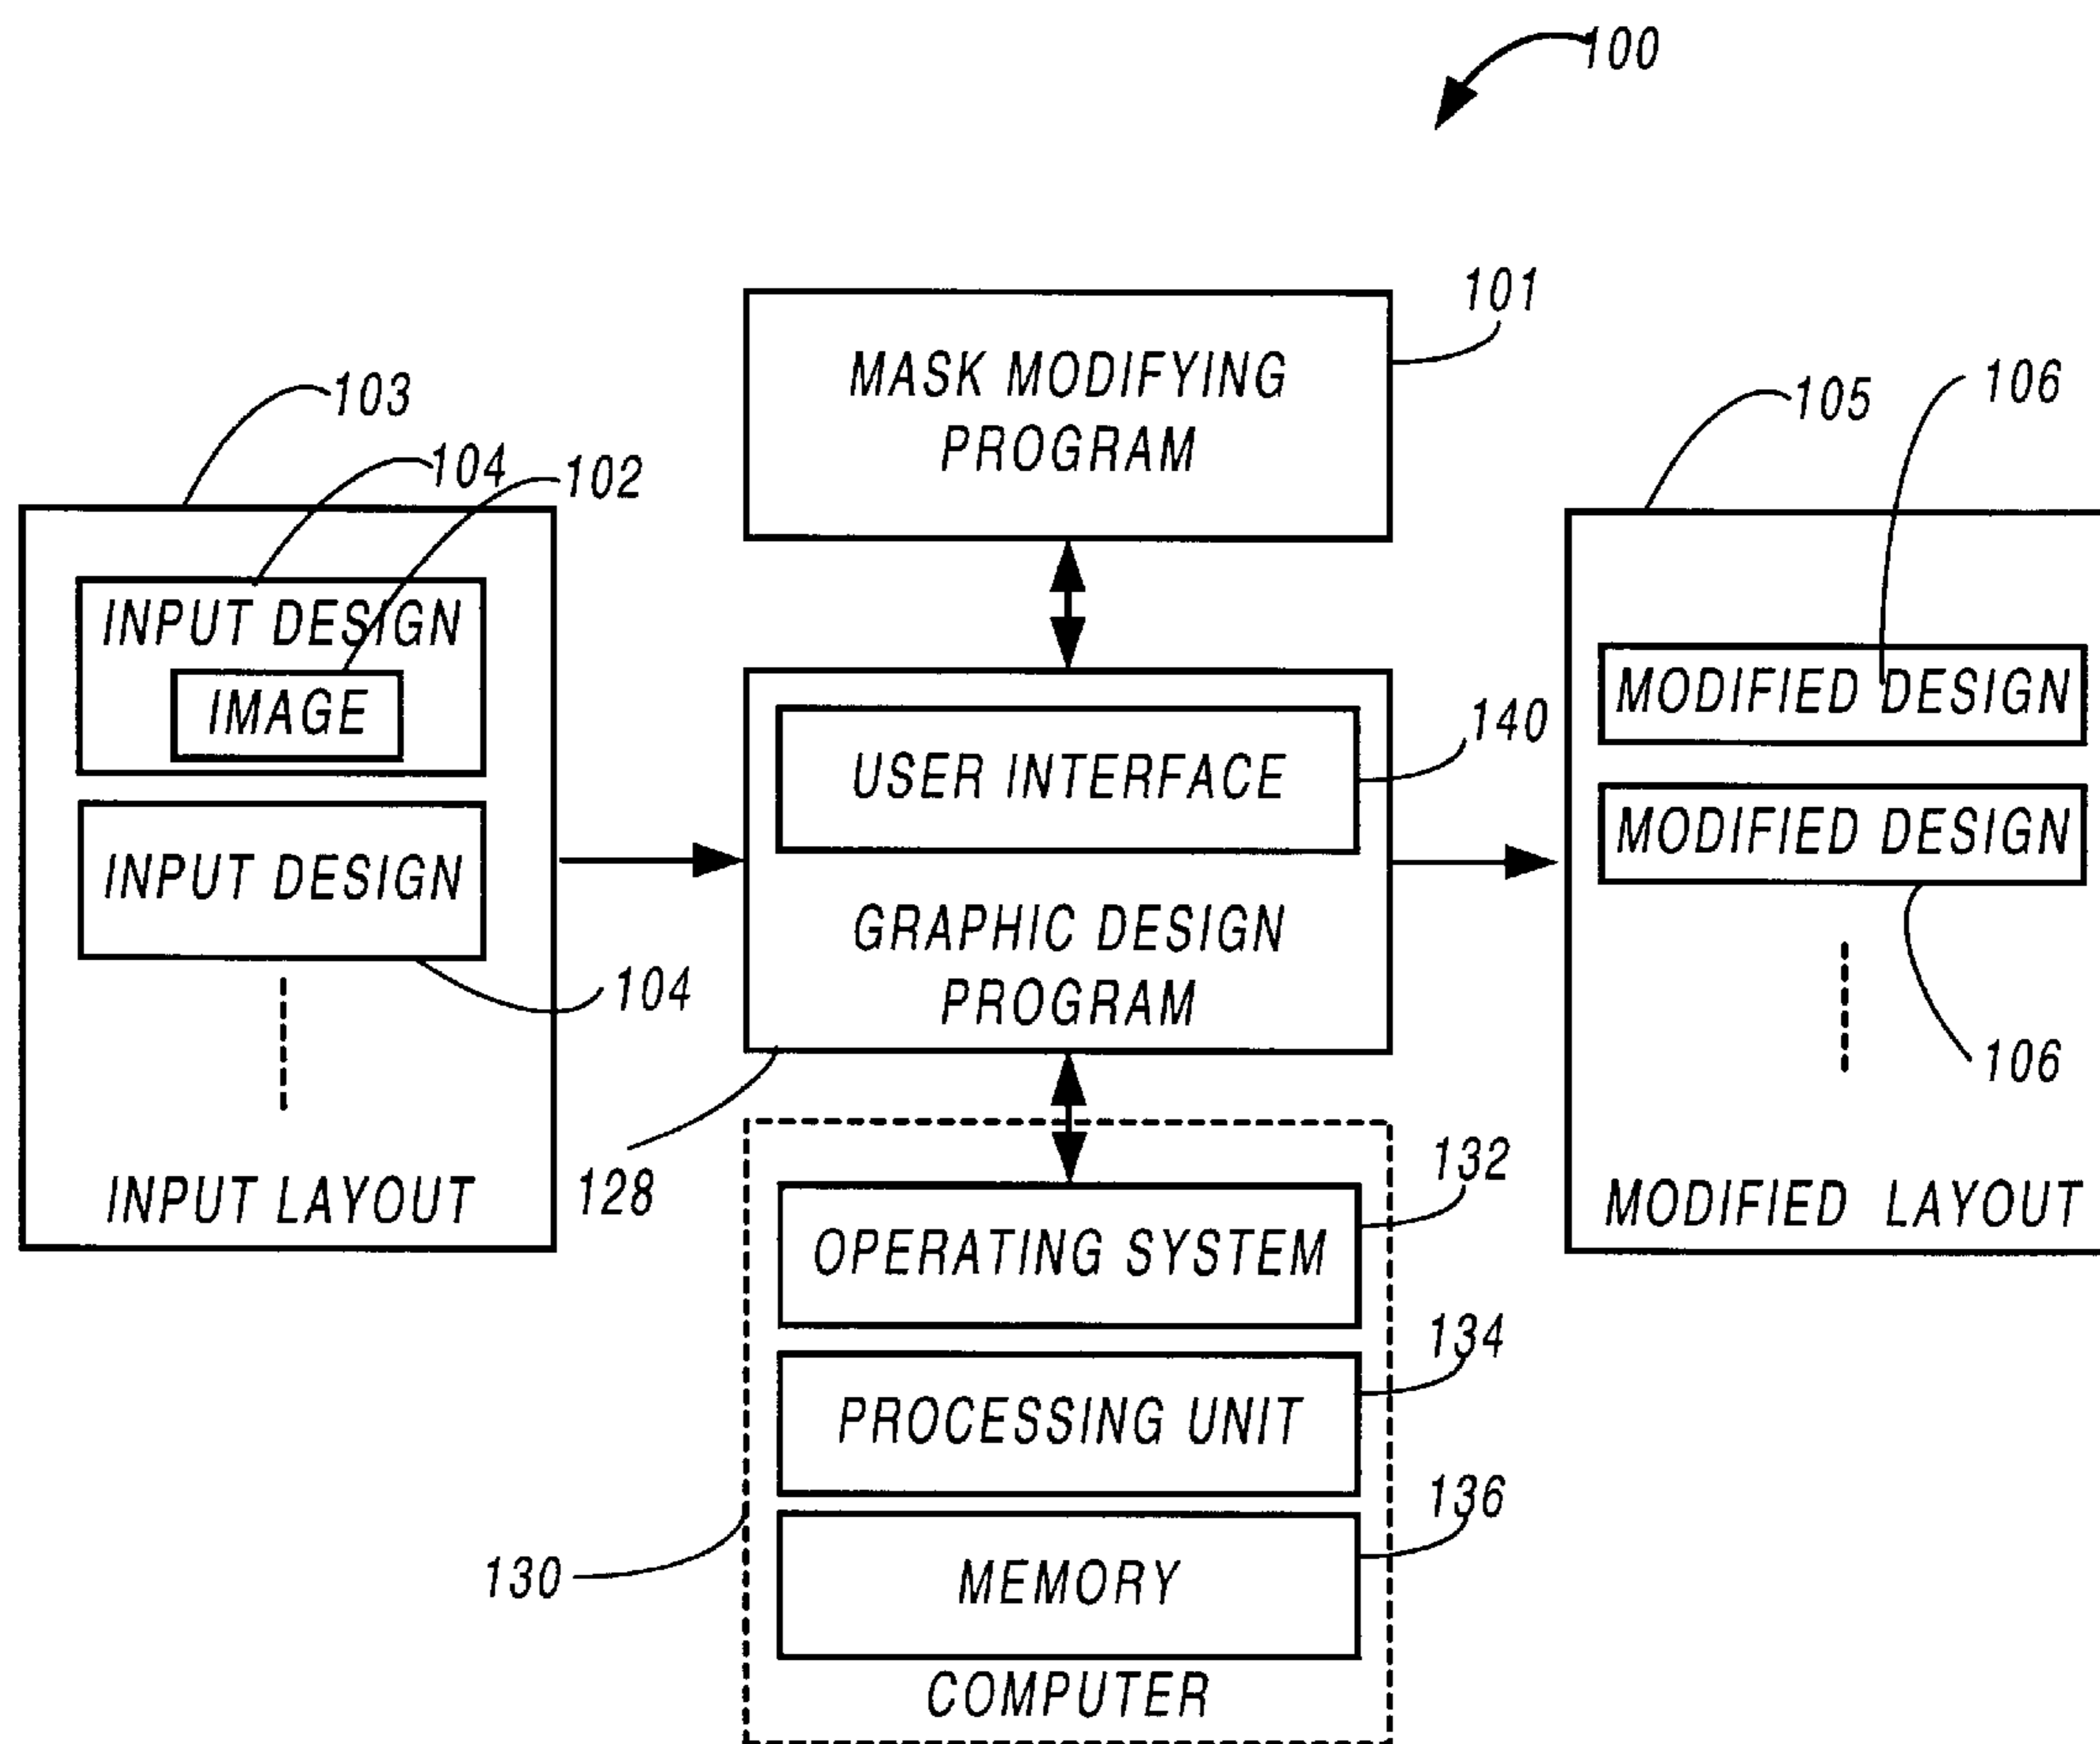 100
101
MASK MODIFYING
PROGRAM
103
104
102
INPUT DESIGN
IMAGE
INPUT DESIGN
104
INPUT LAYOUT
140
USER INTERFACE
GRAPHIC DESIGN
PROGRAM
128
105
106
MODIFIED DESIGN
MODIFIED DESIGN
106
MODIFIED LAYOUT
132
OPERATING SYSTEM
134
PROCESSING UNIT
136
MEMORY
130
COMPUTER